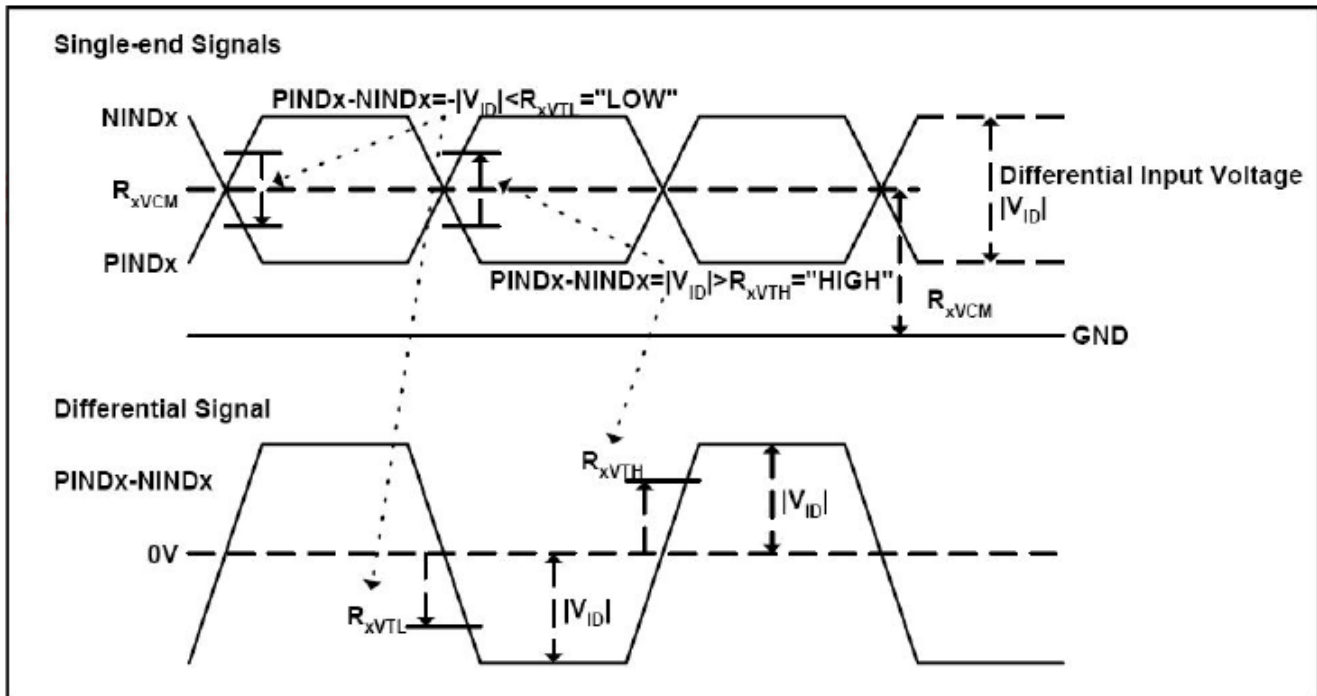 Single-end Signals
PINDx-NINDx=-|VID|<RxVTL="LOW"
NINDx
RxVCM
Differential Input Voltage
|VID|
PINDx
PINDx-NINDx=|VID|>RxVTH="HIGH"
RxVCM
GND
Differential Signal
RxVTH
PINDx-NINDx
|VID|
0V
RxVTL
|VID|